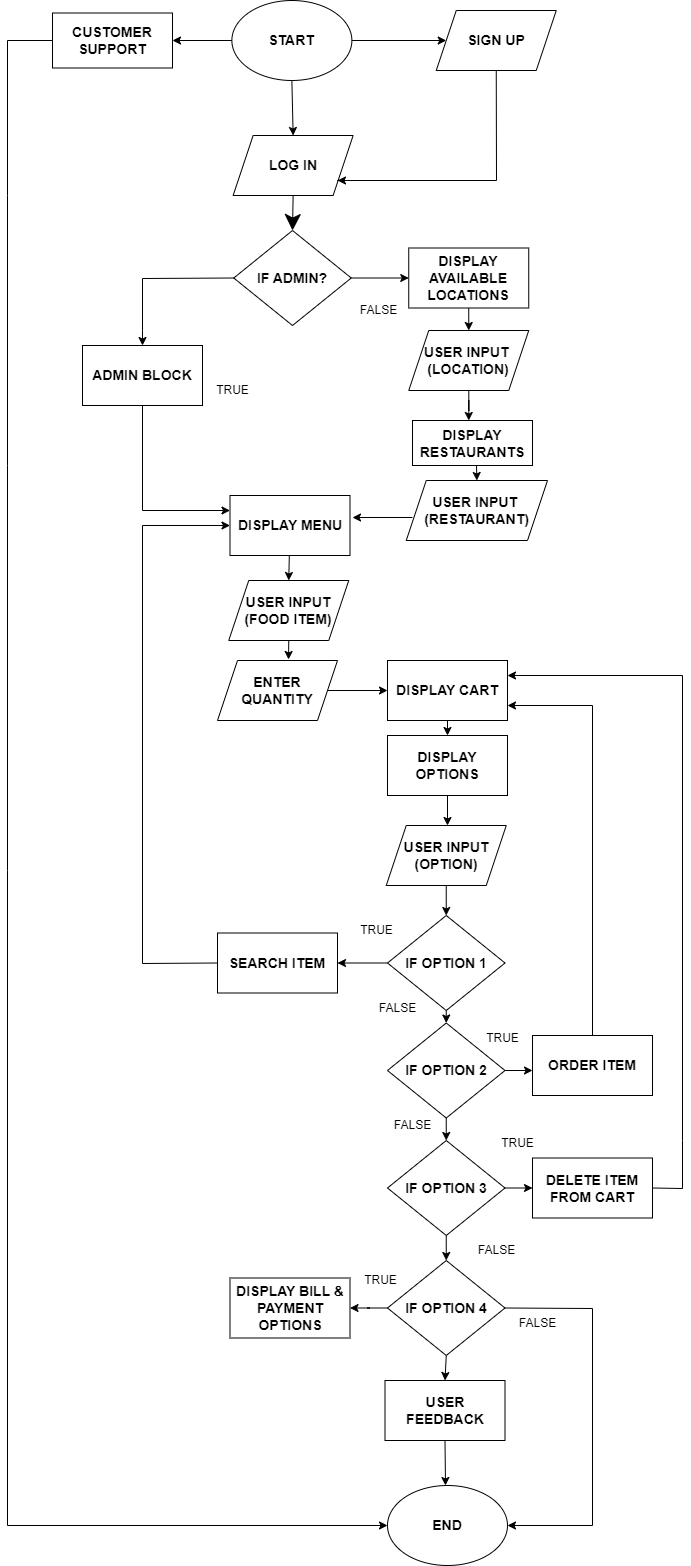 CUSTOMER
SUPPORT
START
SIGN UP
LOG IN
IF ADMIN?
DISPLAY
AVAILABLE
LOCATIONS
FALSE
USER INPUT
(LOCATION)
ADMIN BLOCK
TRUE
DISPLAY
RESTAURANTS
USER INPUT
(RESTAURANT)
DISPLAY MENU
USER INPUT
(FOOD ITEM)
ENTER
QUANTITY
DISPLAY CART
DISPLAY
OPTIONS
USER INPUT
(OPTION)
TRUE
SEARCH ITEM
IF OPTION 1
FALSE
TRUE
IF OPTION 2
ORDER ITEM
FALSE
TRUE
IF OPTION 3
DELETE ITEM
FROM CART
FALSE
TRUE
DISPLAY BILL &
PAYMENT
OPTIONS
IF OPTION 4
FALSE
USER
FEEDBACK
END